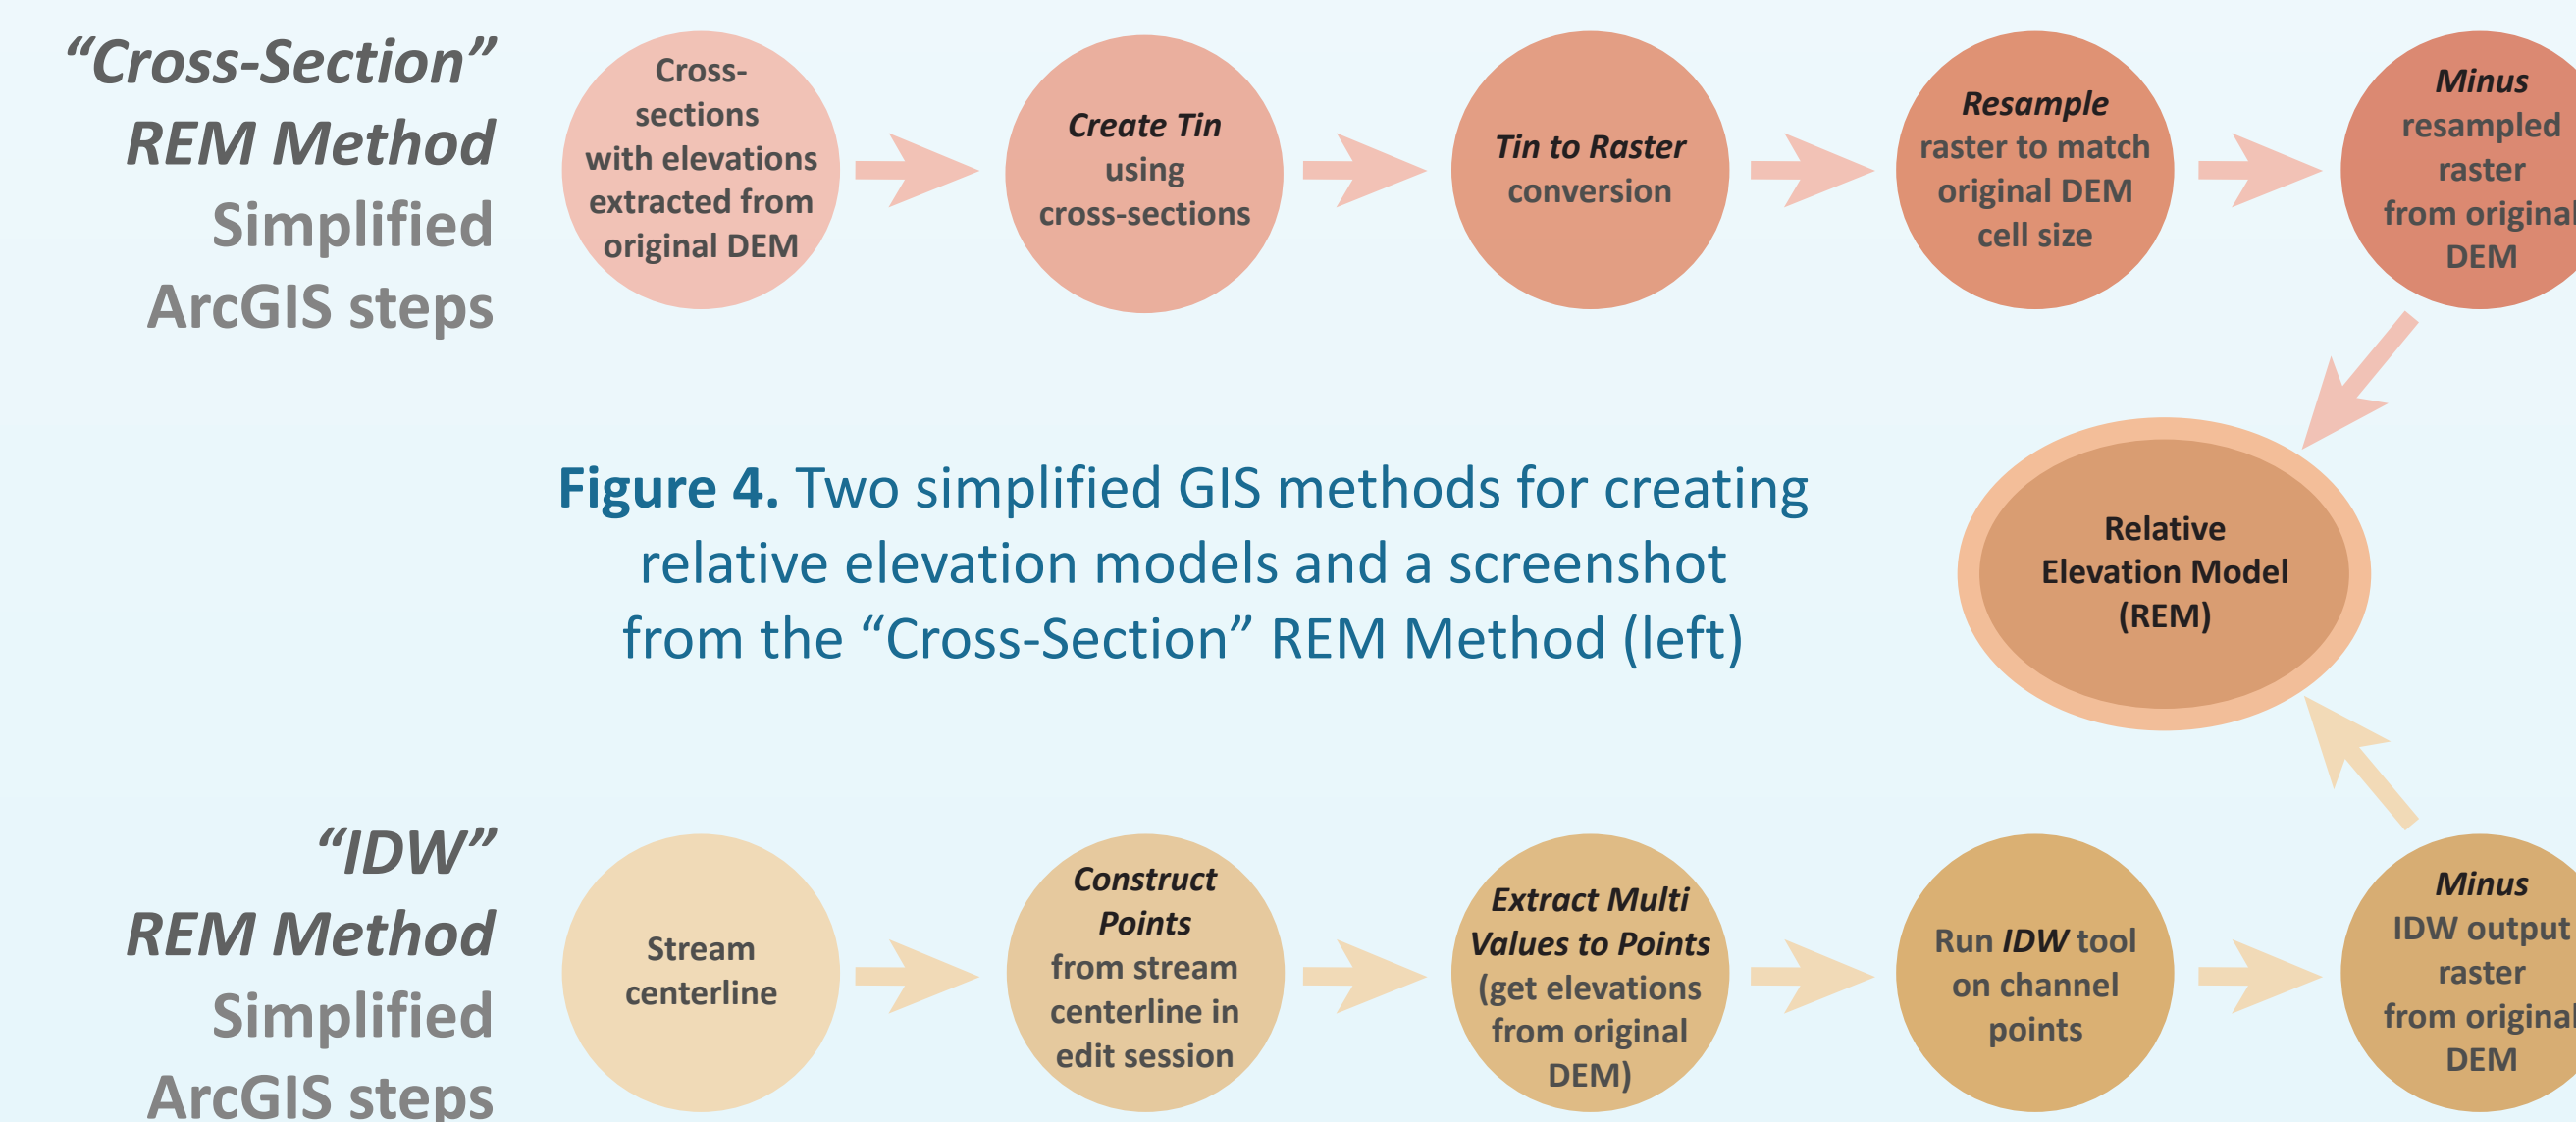 “Cross-Section”
REM Method
Simplified
ArcGIS steps
Cross-
sections
with elevations
extracted from
original DEM
Create Tin
using
cross-sections
Tin to Raster
conversion
Resample
raster to match
original DEM
cell size
Minus
resampled
raster
from original
DEM
Figure 4. Two simplified GIS methods for creating
relative elevation models and a screenshot
from the “Cross-Section” REM Method (left)
Relative
Elevation Model
(REM)
“IDW”
REM Method
Simplified
ArcGIS steps
Stream
centerline
Construct
Points
from stream
centerline in
edit session
Extract Multi
Values to Points
(get elevations
from original
DEM)
Run IDW tool
on channel
points
Minus
IDW output
raster
from original
DEM